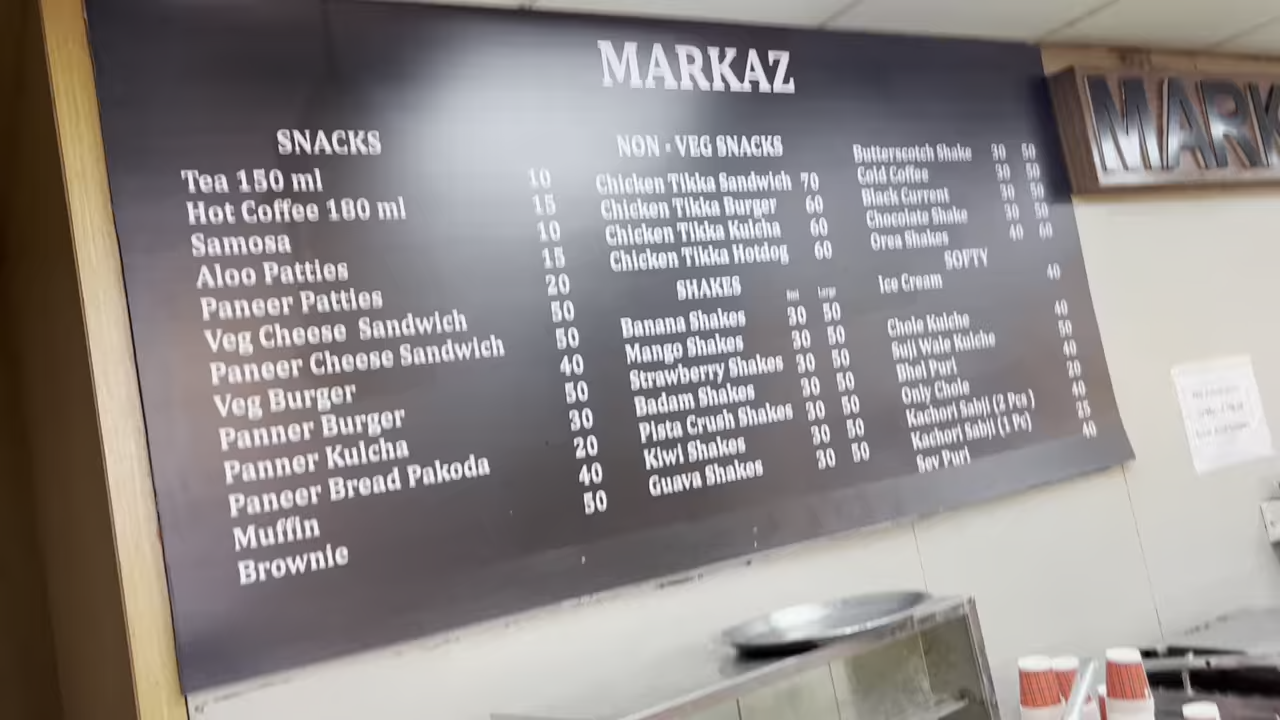 MARKAZ
SNACKS
Tea 150 ml 10
Hot Coffee 180 ml 15
Samosa 10
Aloo Patties 15
Paneer Patties 20
Veg Cheese Sandwich 50
Paneer Cheese Sandwich 50
Veg Burger 40
Panner Burger 50
Panner Kulcha 30
Paneer Bread Pakoda 20
Muffin 40
Brownie 50
NON - VEG SNACKS
Chicken Tikka Sandwich 70
Chicken Tikka Burger 60
Chicken Tikka Kulcha 60
Chicken Tikka Hotdog 60
SHAKES
Large
Banana Shakes 30 50
Mango Shakes 30 50
Strawberry Shakes 30 50
Badam Shakes 30 50
Pista Crush Shakes 30 50
Kiwi Shakes 30 50
Guava Shakes 30 50
Butterscotch Shake 30 50
Cold Coffee 30 50
Black Current 30 50
Chocolate Shake 30 50
Orea Shakes 40 60
SOFTY
Ice Cream 40
Chole Kulche 40
Suji Wale Kulche 50
Bhel Puri 40
Only Chole 20
Kachori Sabji (2 Pcs) 40
Kachori Sabji (1 Pc) 25
Sev Puri 40
MARK